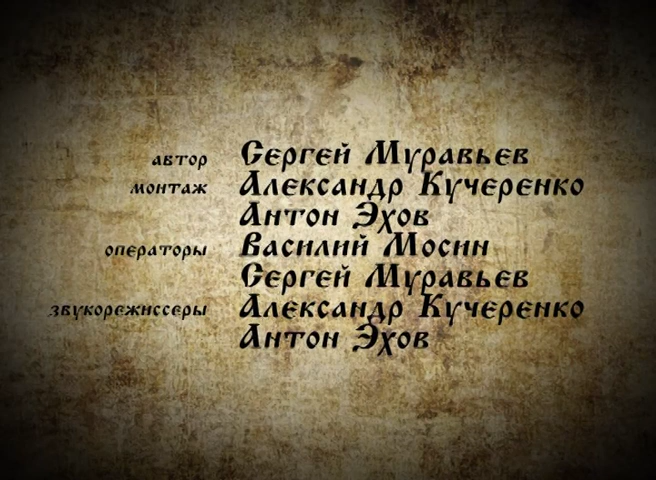 автор Сергей Муравьев
монтаж Александр Кучеренко
Антон Эхов
операторы Василий Мосин
Сергей Муравьев
звукорежиссеры Александр Кучеренко
Антон Эхов